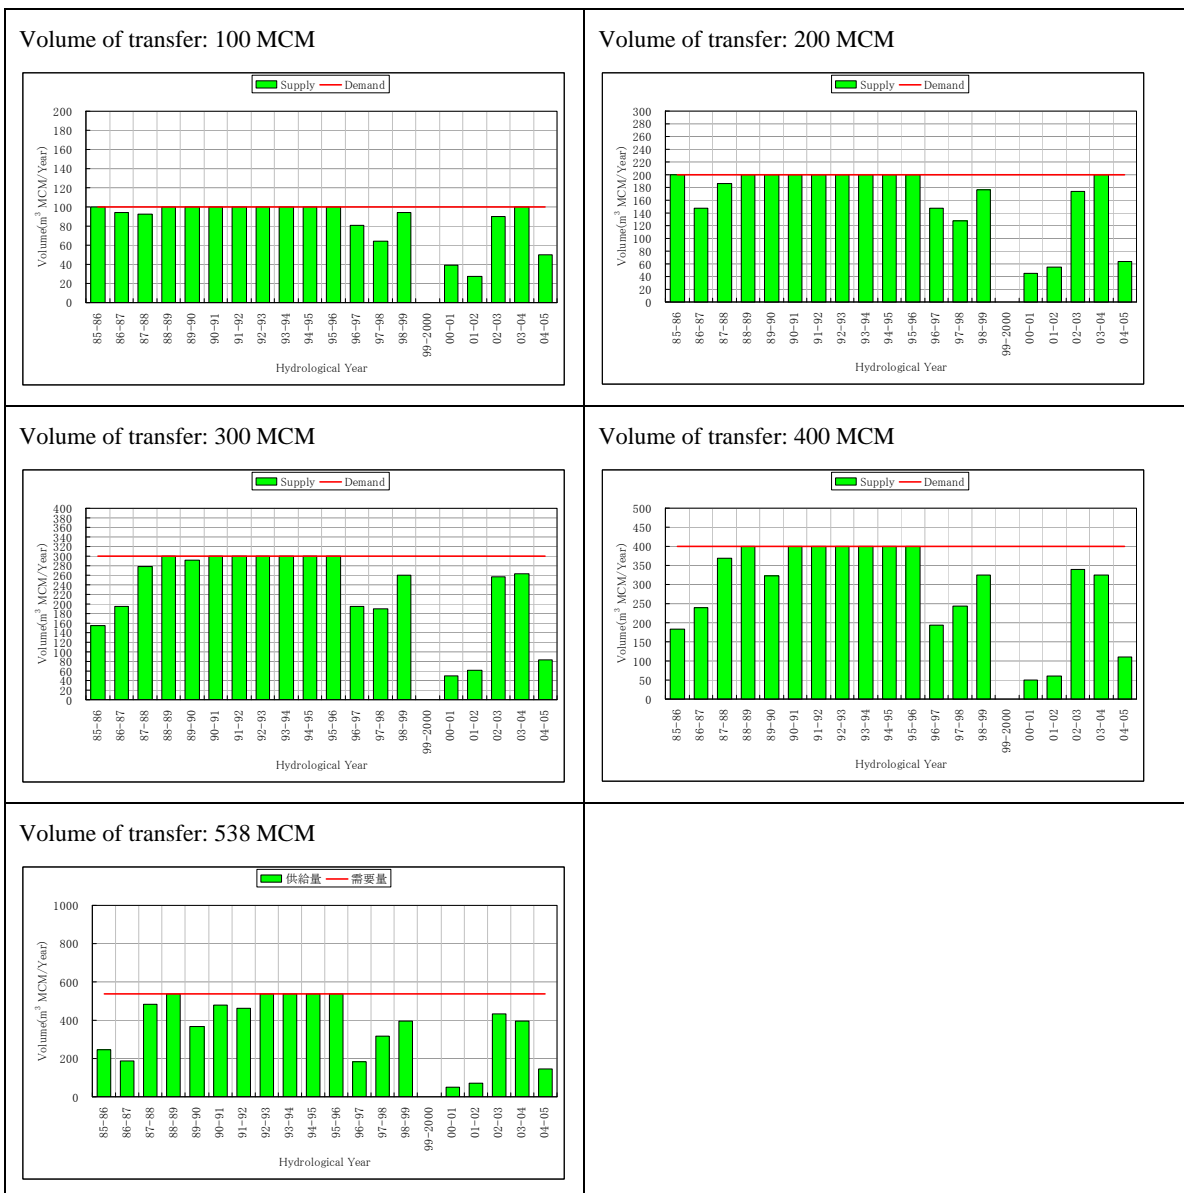 Volume of transfer: 100 MCM
Supply Demand
Volume(m³ MCM/Year)
200
180
160
140
120
100
80
60
40
20
0
85-86 86-87 87-88 88-89 89-90 90-91 91-92 92-93 93-94 94-95 95-96 96-97 97-98 98-99 99-2000 00-01 01-02 02-03 03-04 04-05
Hydrological Year
Volume of transfer: 200 MCM
Supply Demand
Volume(m³ MCM/Year)
300
280
260
240
220
200
180
160
140
120
100
80
60
40
20
0
85-86 86-87 87-88 88-89 89-90 90-91 91-92 92-93 93-94 94-95 95-96 96-97 97-98 98-99 99-2000 00-01 01-02 02-03 03-04 04-05
Hydrological Year
Volume of transfer: 300 MCM
Supply Demand
Volume(m³ MCM/Year)
400
380
360
340
320
300
280
260
240
220
200
180
160
140
120
100
80
60
40
20
0
85-86 86-87 87-88 88-89 89-90 90-91 91-92 92-93 93-94 94-95 95-96 96-97 97-98 98-99 99-2000 00-01 01-02 02-03 03-04 04-05
Hydrological Year
Volume of transfer: 400 MCM
Supply Demand
Volume(m³ MCM/Year)
500
450
400
350
300
250
200
150
100
50
0
85-86 86-87 87-88 88-89 89-90 90-91 91-92 92-93 93-94 94-95 95-96 96-97 97-98 98-99 99-2000 00-01 01-02 02-03 03-04 04-05
Hydrological Year
Volume of transfer: 538 MCM
供給量 需要量
Volume(m³ MCM/Year)
1000
800
600
400
200
0
85-86 86-87 87-88 88-89 89-90 90-91 91-92 92-93 93-94 94-95 95-96 96-97 97-98 98-99 99-2000 00-01 01-02 02-03 03-04 04-05
Hydrological Year